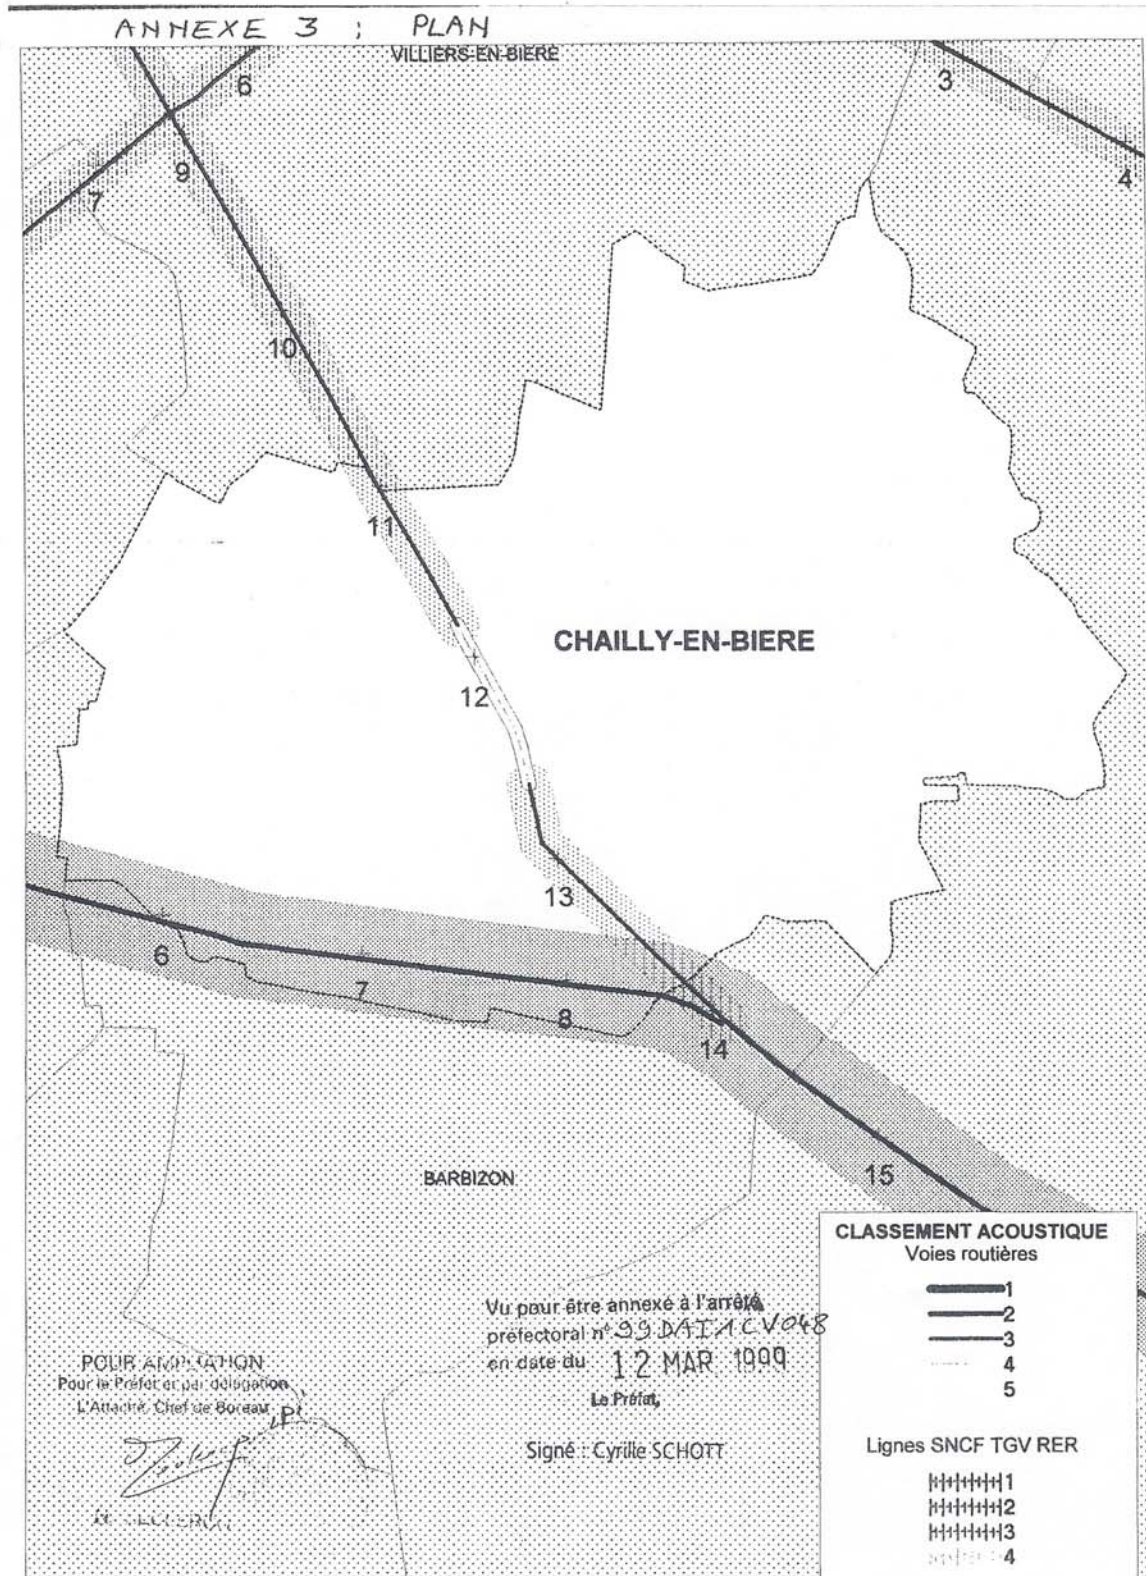 ANNEXE 3 : PLAN
VILLIERS-EN-BIERE
6
3
9
7
4
10
11
CHAILLY-EN-BIERE
12
13
6
7
8
14
BARBIZON
15
CLASSEMENT ACOUSTIQUE
Voies routières
1
2
3
4
5
Lignes SNCF TGV RER
1
2
3
4
Vu pour être annexé à l'arrêté
préfectoral n° 99 DAI 1 CV 048
en date du 12 MAR 1999
Le Préfet,
Signé : Cyrille SCHOTT
POUR AMPLIATION
Pour le Préfet et par délégation
L'Attaché, Chef de Bureau